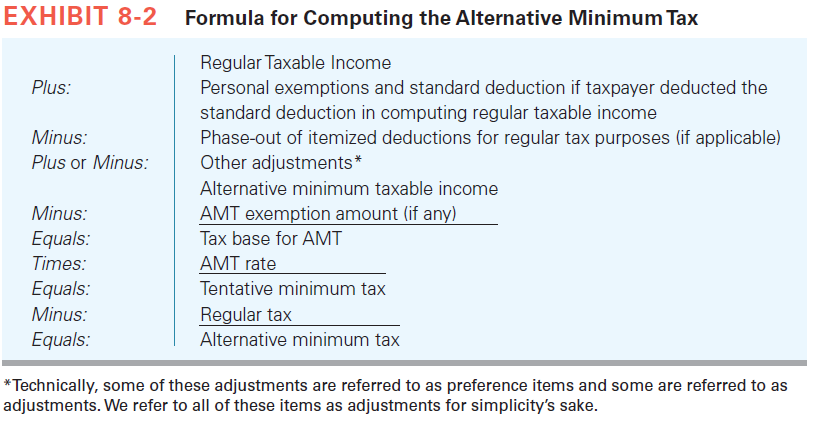 EXHIBIT 8-2 Formula for Computing the Alternative Minimum Tax
Regular Taxable Income
Plus: Personal exemptions and standard deduction if taxpayer deducted the
standard deduction in computing regular taxable income
Minus: Phase-out of itemized deductions for regular tax purposes (if applicable)
Plus or Minus: Other adjustments*
Alternative minimum taxable income
Minus: AMT exemption amount (if any)
Equals: Tax base for AMT
Times: AMT rate
Equals: Tentative minimum tax
Minus: Regular tax
Equals: Alternative minimum tax
*Technically, some of these adjustments are referred to as preference items and some are referred to as
adjustments. We refer to all of these items as adjustments for simplicity's sake.